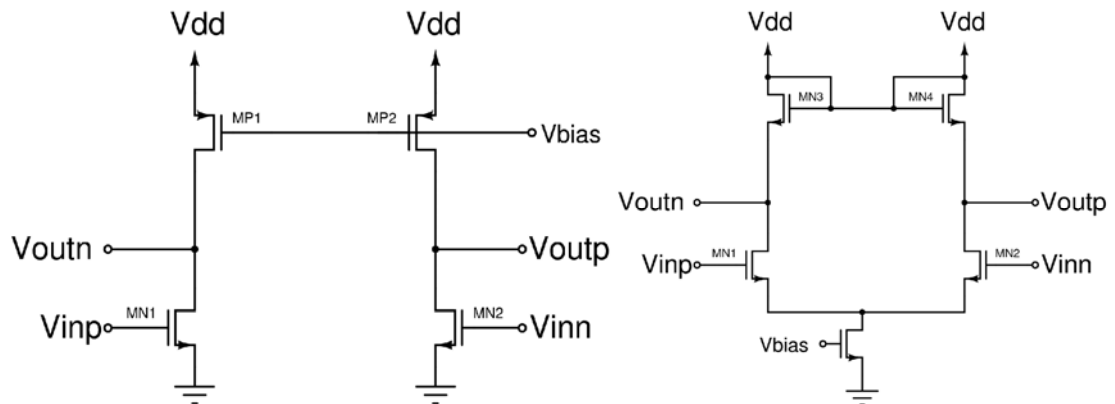 Vdd
Vdd
MP1
MP2
Vbias
Voutn
Voutp
Vinp
MN1
MN2
Vinn
Vdd
Vdd
MN3
MN4
Voutn
Voutp
Vinp
MN1
MN2
Vinn
Vbias